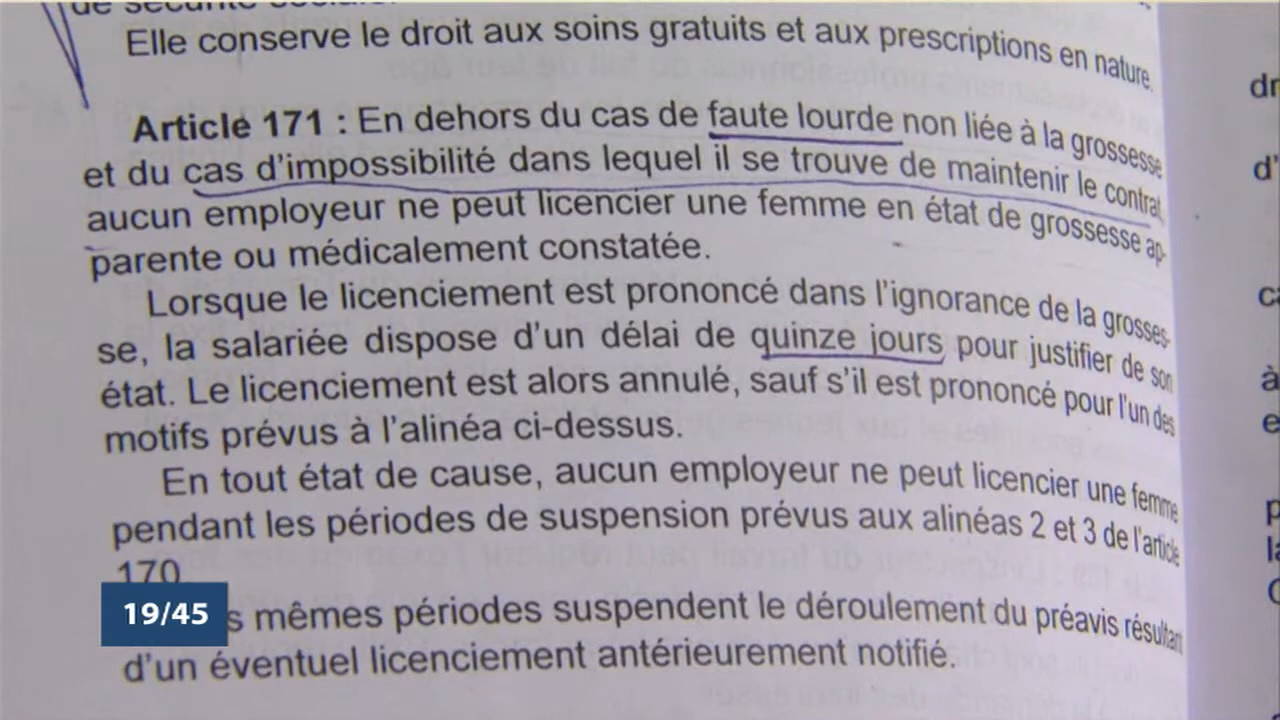 de sécurité sociale.
Elle conserve le droit aux soins gratuits et aux prescriptions en nature.
Article 171 : En dehors du cas de faute lourde non liée à la grossesse
et du cas d'impossibilité dans lequel il se trouve de maintenir le contrat,
aucun employeur ne peut licencier une femme en état de grossesse ap-
parente ou médicalement constatée.
Lorsque le licenciement est prononcé dans l'ignorance de la grosses-
se, la salariée dispose d'un délai de quinze jours pour justifier de son
état. Le licenciement est alors annulé, sauf s'il est prononcé pour l'un des
motifs prévus à l'alinéa ci-dessus.
En tout état de cause, aucun employeur ne peut licencier une femme
pendant les périodes de suspension prévus aux alinéas 2 et 3 de l'article
170
19/45
s mêmes périodes suspendent le déroulement du préavis résultant
d'un éventuel licenciement antérieurement notifié.